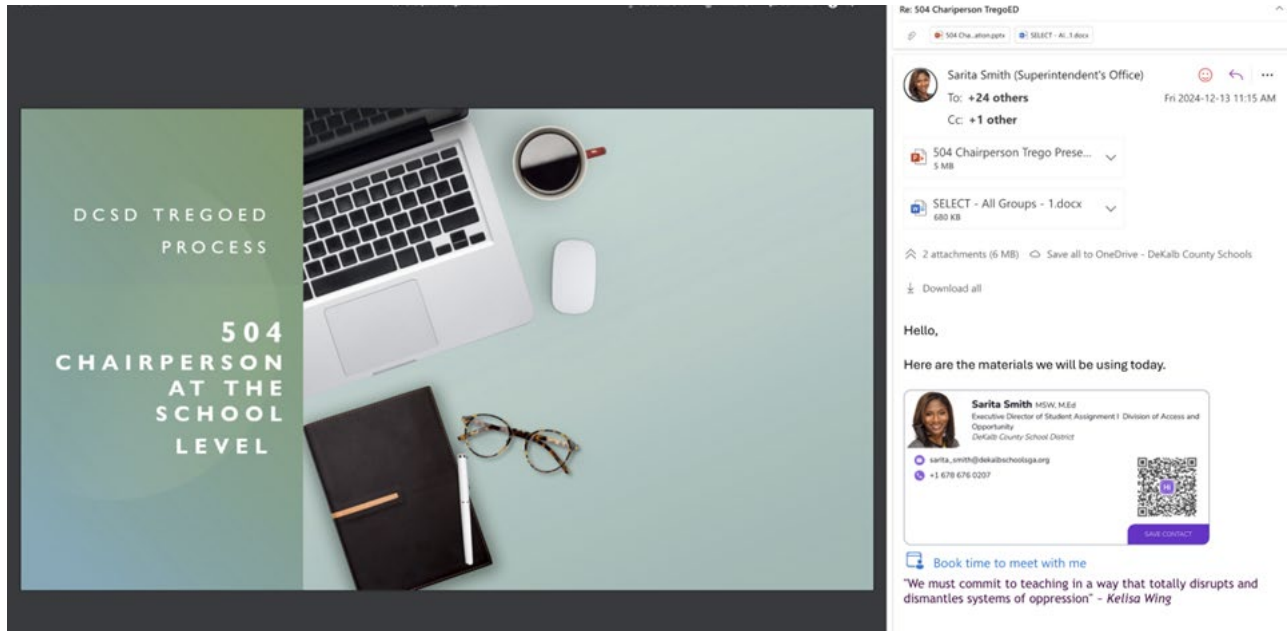 DCSD TREGOED
PROCESS
504
CHAIRPERSON
AT THE
SCHOOL
LEVEL
Re: 504 Chariperson TregoED
504 Cha...ation.pptx
SELECT - Al...1.docx
Sarita Smith (Superintendent's Office)
To: +24 others
Fri 2024-12-13 11:15 AM
Cc: +1 other
504 Chairperson Trego Prese...
5 MB
SELECT - All Groups - 1.docx
680 KB
2 attachments (6 MB) Save all to OneDrive - DeKalb County Schools
Download all
Hello,
Here are the materials we will be using today.
Sarita Smith MSW, M.Ed
Executive Director of Student Assignment I Division of Access and
Opportunity
DeKalb County School District
sarita_smith@dekalbschoolsga.org
+1 678 676 0207
Hi
SAVE CONTACT
Book time to meet with me
"We must commit to teaching in a way that totally disrupts and
dismantles systems of oppression" – Kelisa Wing